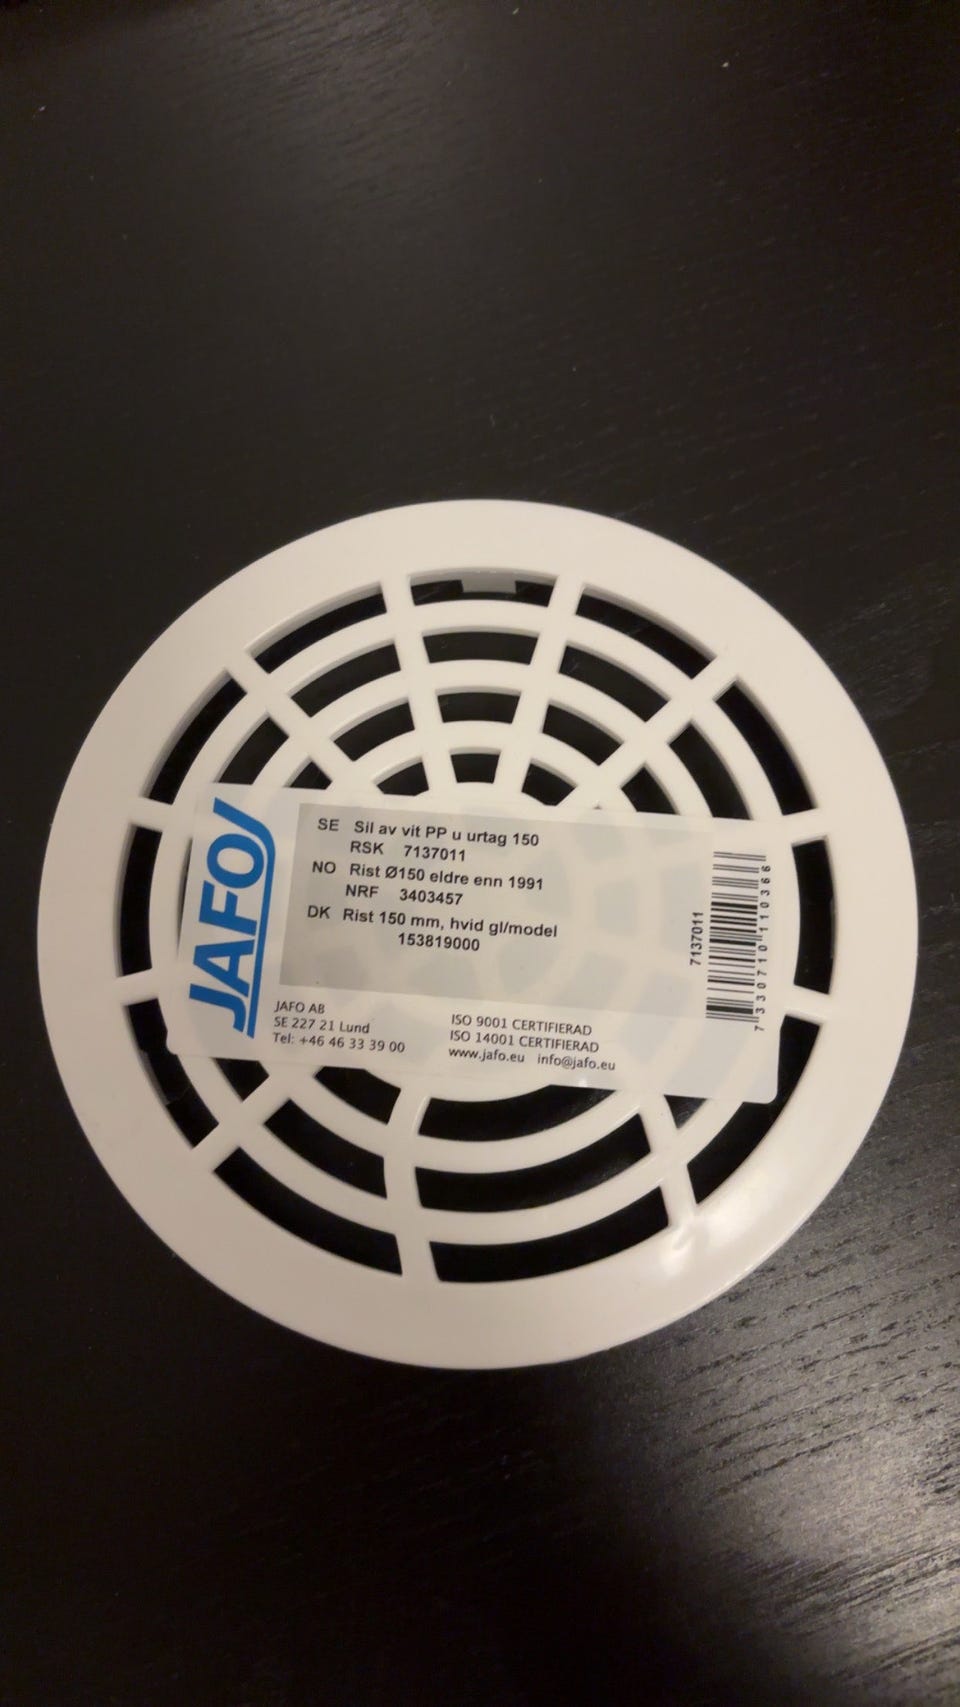 JAFO
SE Sil av vit PP u urtag 150
RSK 7137011
NO Rist Ø150 eldre enn 1991
NRF 3403457
DK Rist 150 mm, hvid gl/model
153819000
JAFO AB
SE 227 21 Lund
Tel: +46 46 33 39 00
ISO 9001 CERTIFIERAD
ISO 14001 CERTIFIERAD
www.jafo.eu info@jafo.eu
7137011
7330710110366